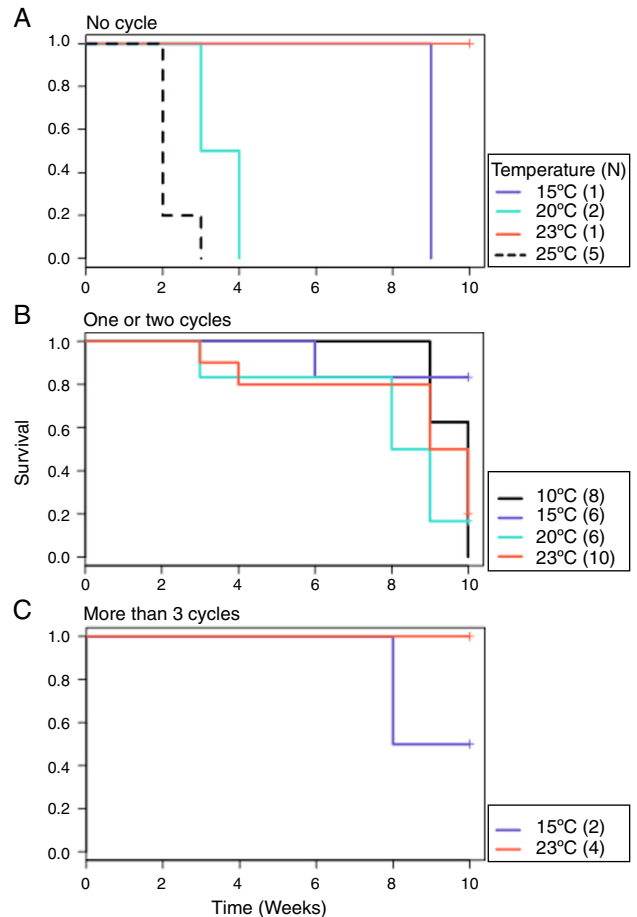 A
No cycle
1.0
0.8
0.6
0.4
0.2
0.0
0 2 4 6 8 10
Temperature (N)
15ºC (1)
20ºC (2)
23ºC (1)
25ºC (5)
B
One or two cycles
1.0
0.8
0.6
0.4
0.2
0.0
0 2 4 6 8 10
Survival
10ºC (8)
15ºC (6)
20ºC (6)
23ºC (10)
C
More than 3 cycles
1.0
0.8
0.6
0.4
0.2
0.0
0 2 4 6 8 10
Time (Weeks)
15ºC (2)
23ºC (4)